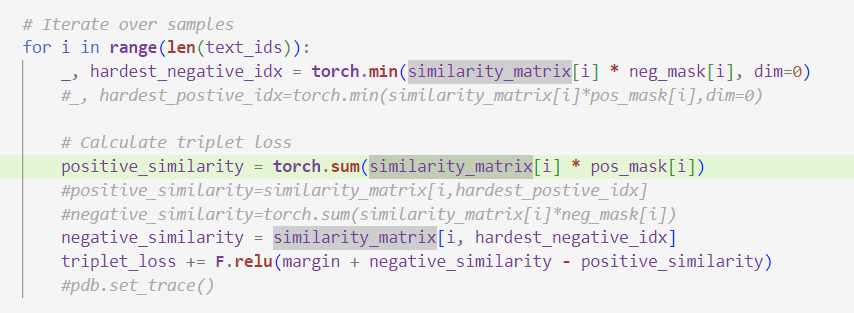 # Iterate over samples
for i in range(len(text_ids)):
    _, hardest_negative_idx = torch.min(similarity_matrix[i] * neg_mask[i], dim=0)
    #_, hardest_postive_idx=torch.min(similarity_matrix[i]*pos_mask[i],dim=0)
    # Calculate triplet loss
    positive_similarity = torch.sum(similarity_matrix[i] * pos_mask[i])
    #positive_similarity=similarity_matrix[i,hardest_postive_idx]
    #negative_similarity=torch.sum(similarity_matrix[i]*neg_mask[i])
    negative_similarity = similarity_matrix[i, hardest_negative_idx]
    triplet_loss += F.relu(margin + negative_similarity - positive_similarity)
    #pdb.set_trace()